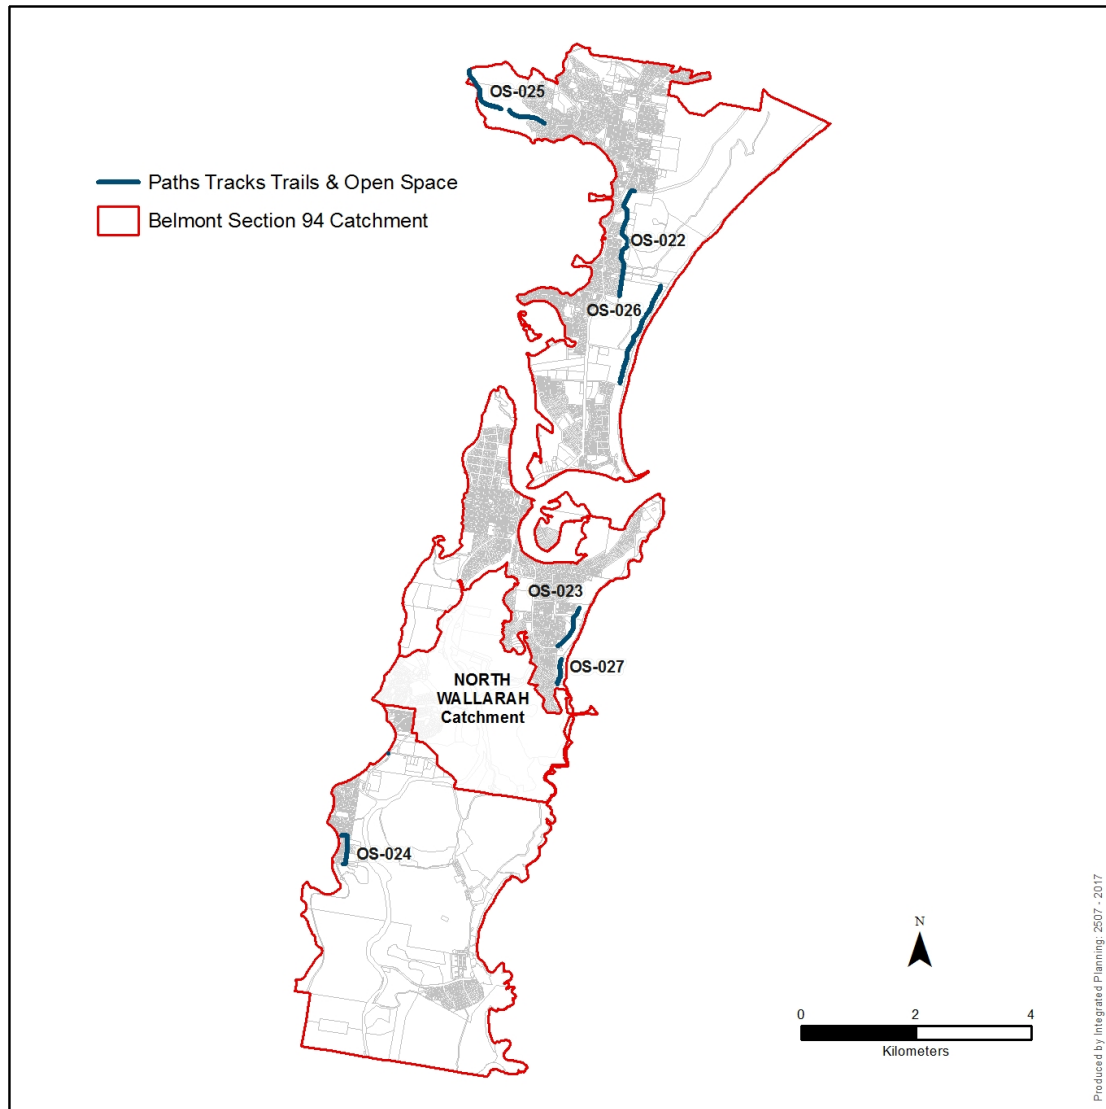 OS-025
Paths Tracks Trails & Open Space
Belmont Section 94 Catchment
OS-022
OS-026
OS-023
OS-027
NORTH
WALLARAH
Catchment
OS-024
N
0 2 4
Kilometers
Produced by Integrated Planning: 2507 - 2017